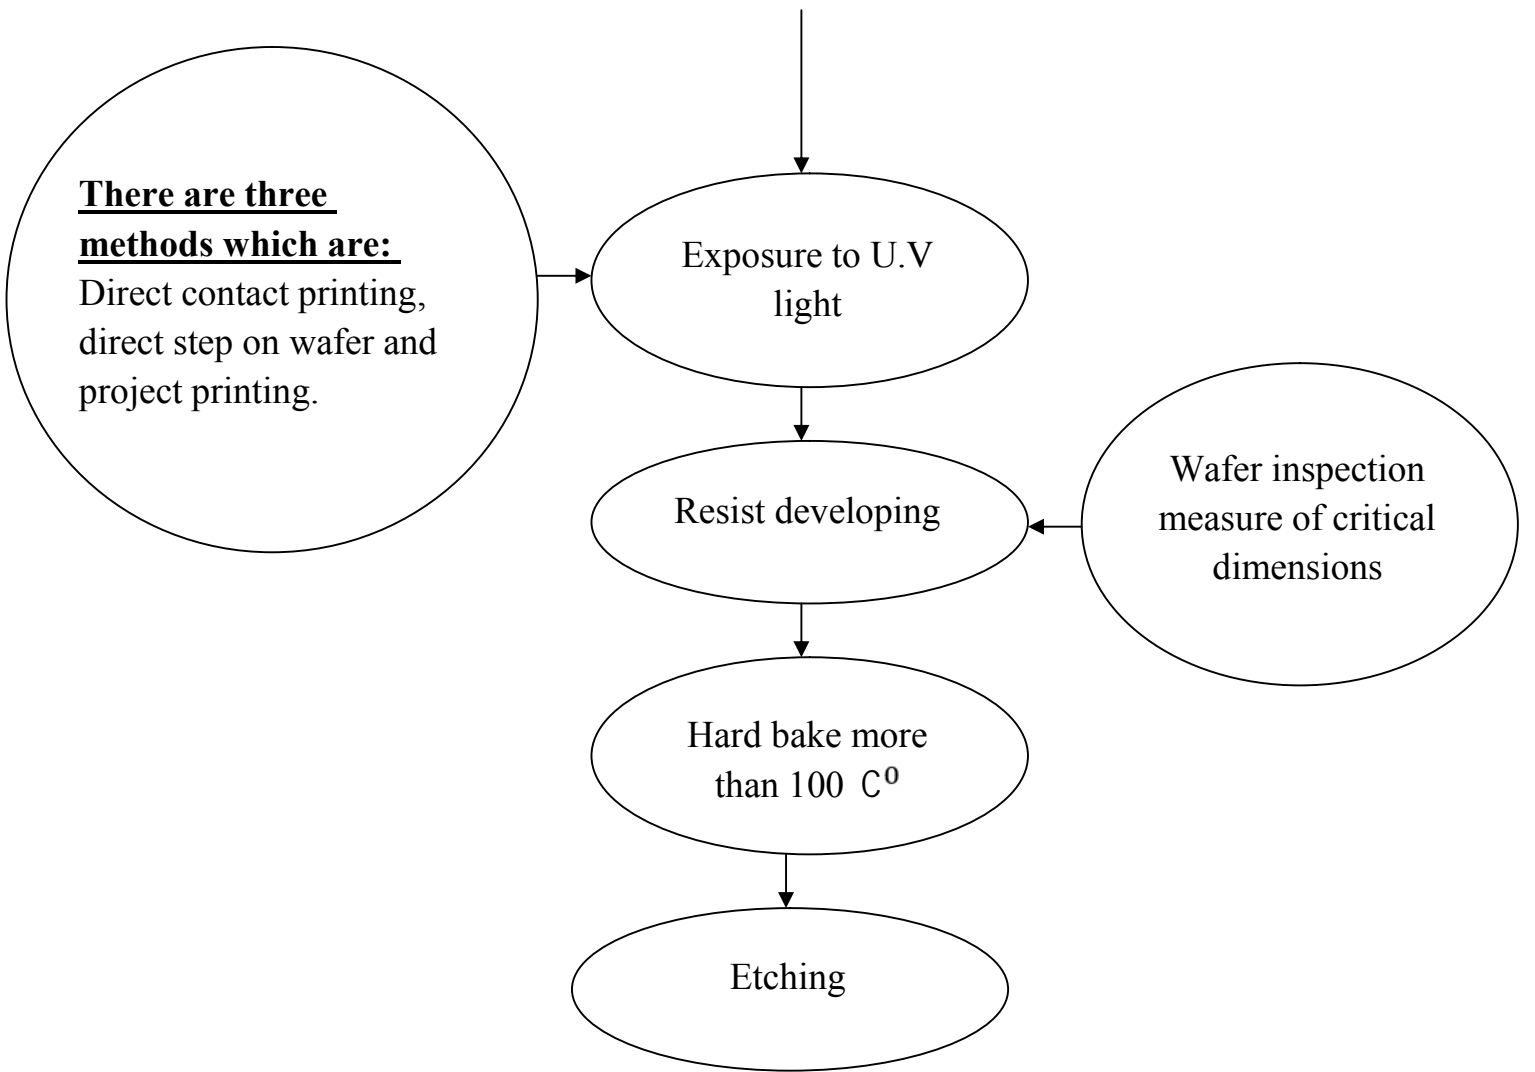 There are three
methods which are:
Direct contact printing,
direct step on wafer and
project printing.
Exposure to U.V
light
Resist developing
Wafer inspection
measure of critical
dimensions
Hard bake more
than 100 C⁰
Etching